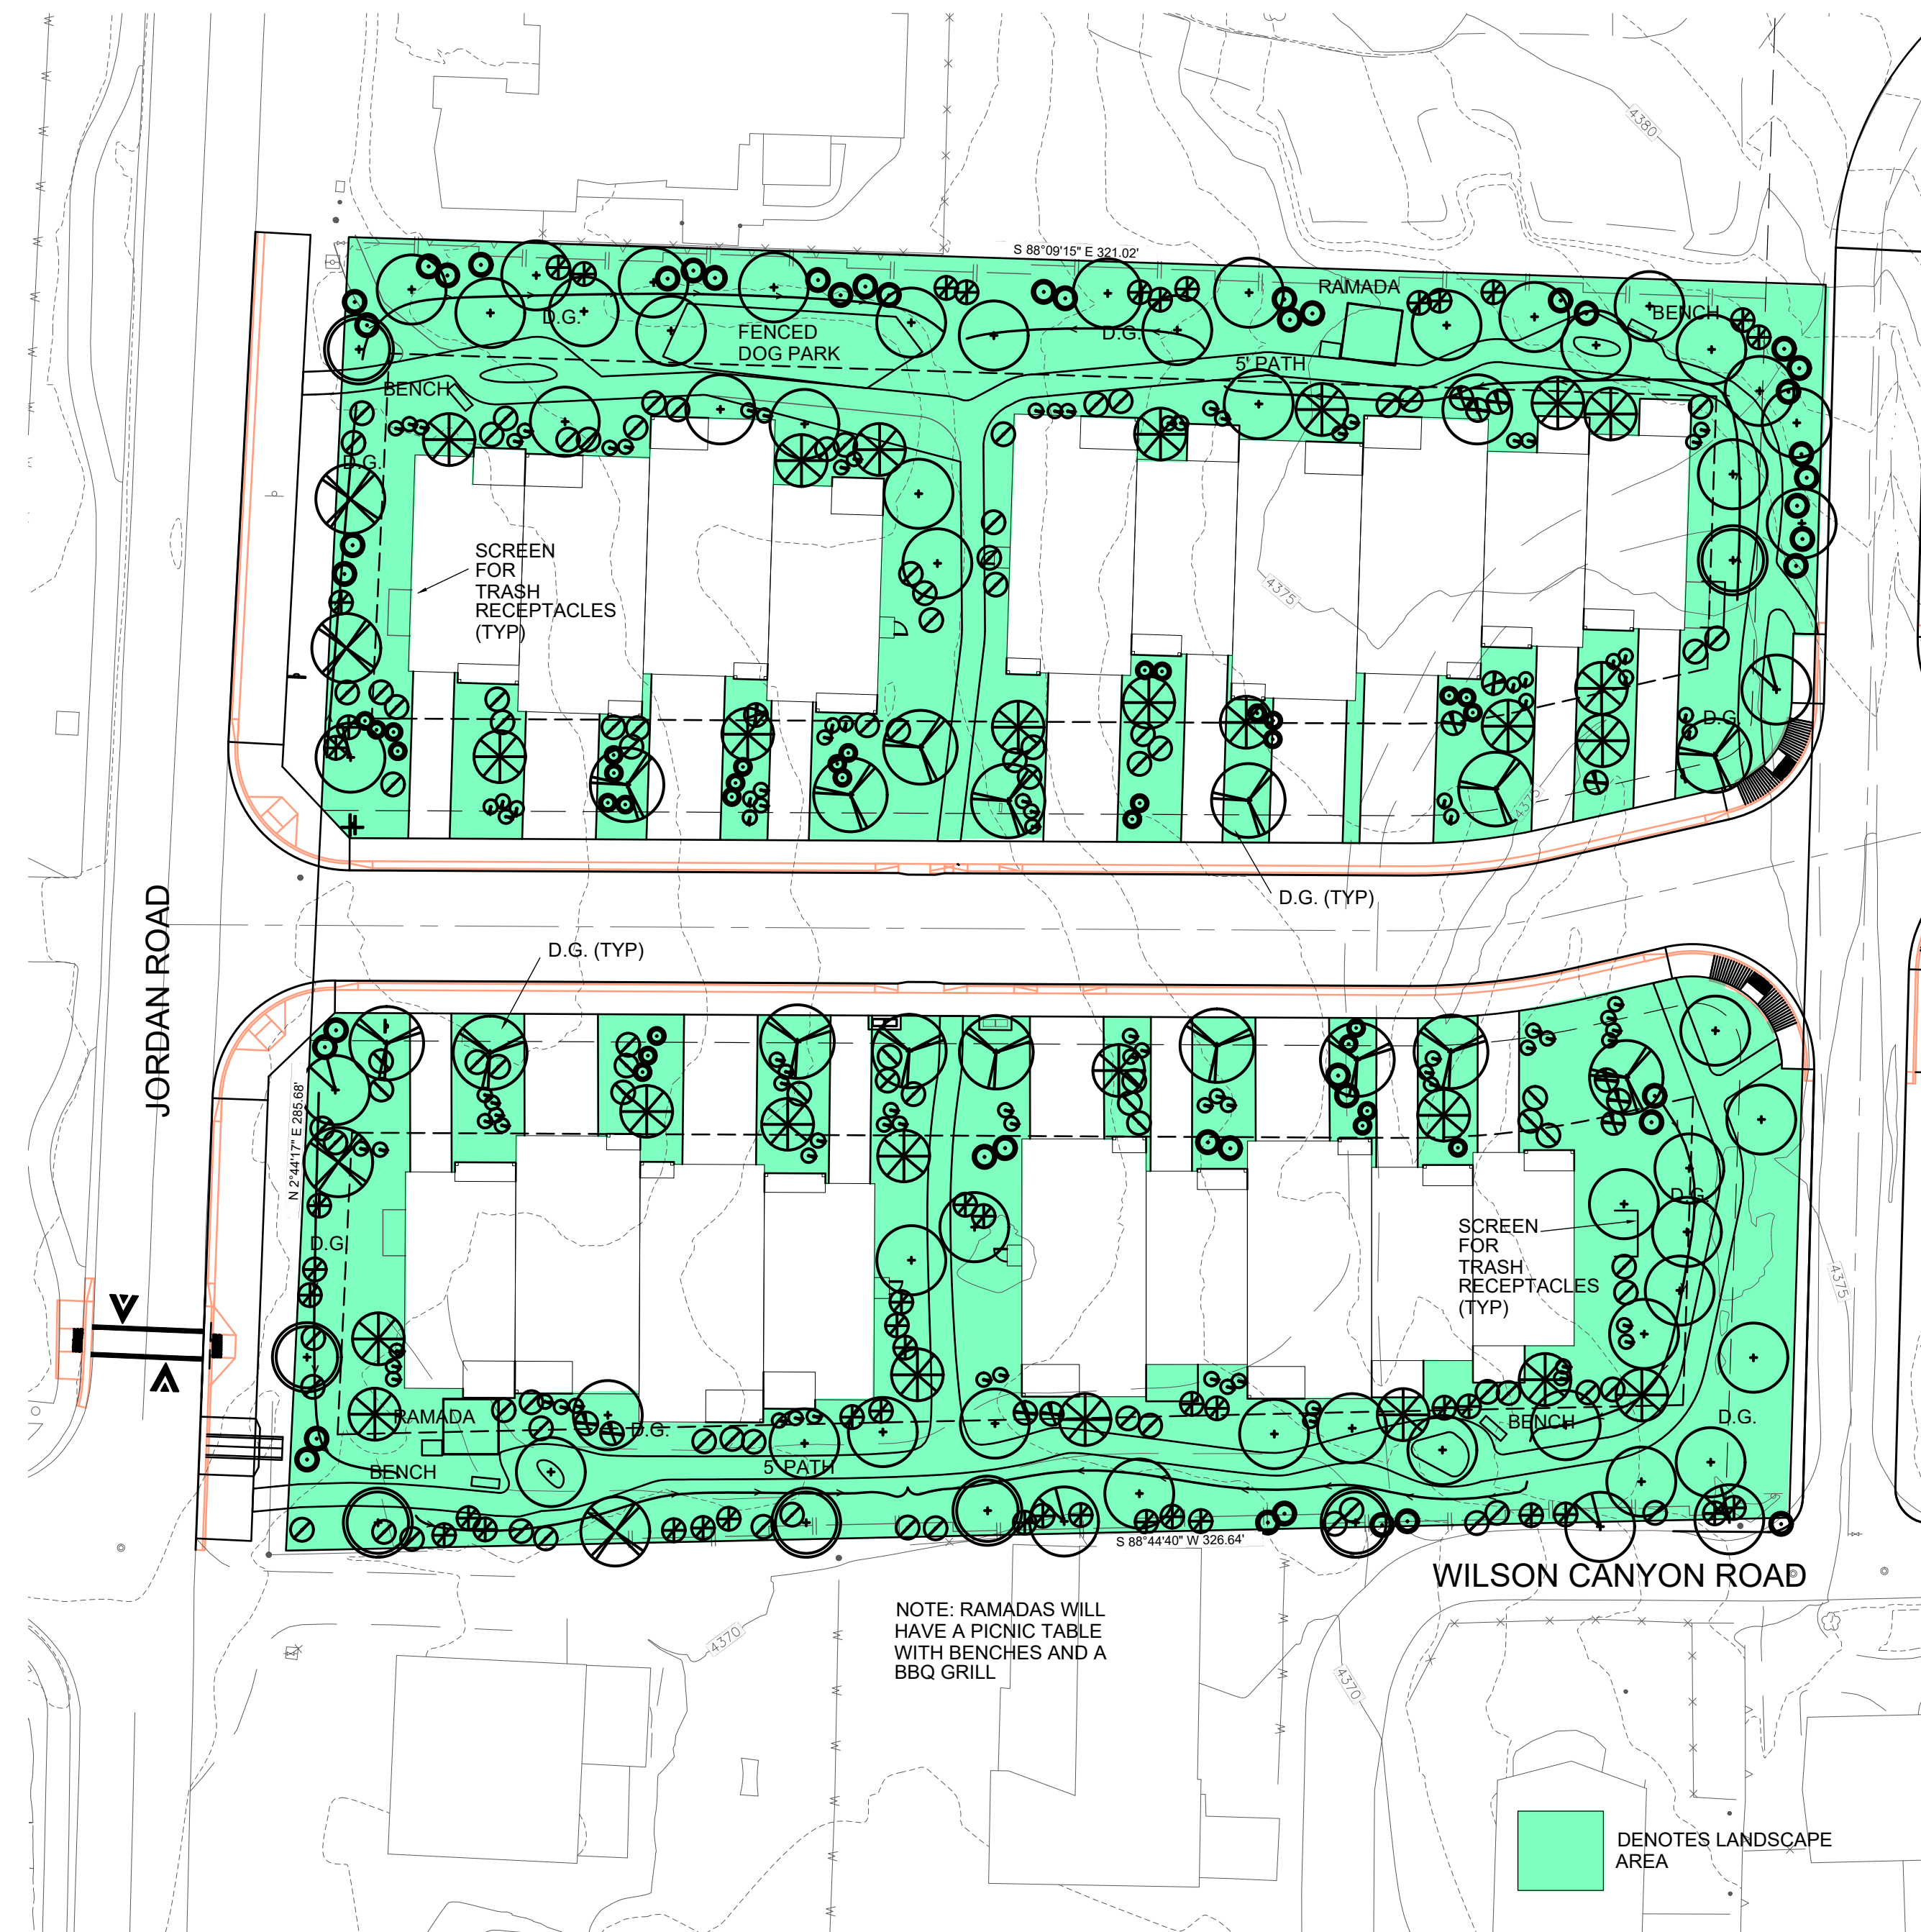 4380
S 88°09'15" E 321.02'
RAMADA
BENCH
D.G.
FENCED
DOG PARK
D.G.
5' PATH
BENCH
D.G.
SCREEN
FOR
TRASH
RECEPTACLES
(TYP)
4375
D.G.
4375
D.G. (TYP)
JORDAN ROAD
D.G. (TYP)
N 2°44'17" E 285.68'
D.G.
D.G.
SCREEN
FOR
TRASH
RECEPTACLES
(TYP)
4375
RAMADA
D.G.
BENCH
D.G.
BENCH
5' PATH
S 88°44'40" W 326.64'
WILSON CANYON ROAD
NOTE: RAMADAS WILL
HAVE A PICNIC TABLE
WITH BENCHES AND A
BBQ GRILL
4370
4370
DENOTES LANDSCAPE
AREA